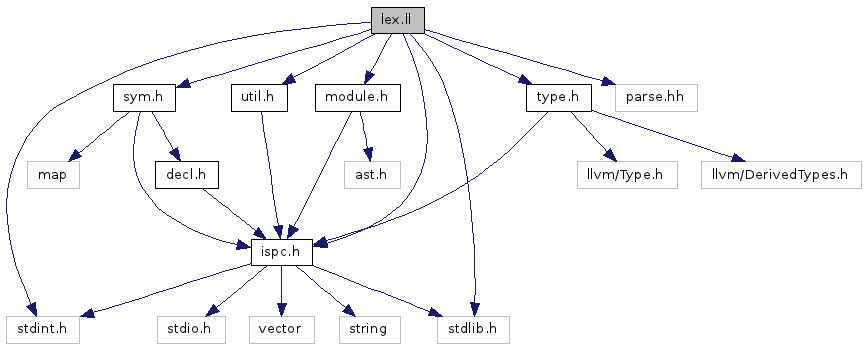 lex.ll
sym.h
util.h
module.h
type.h
parse.hh
map
decl.h
ast.h
llvm/Type.h
llvm/DerivedTypes.h
ispc.h
stdint.h
stdio.h
vector
string
stdlib.h